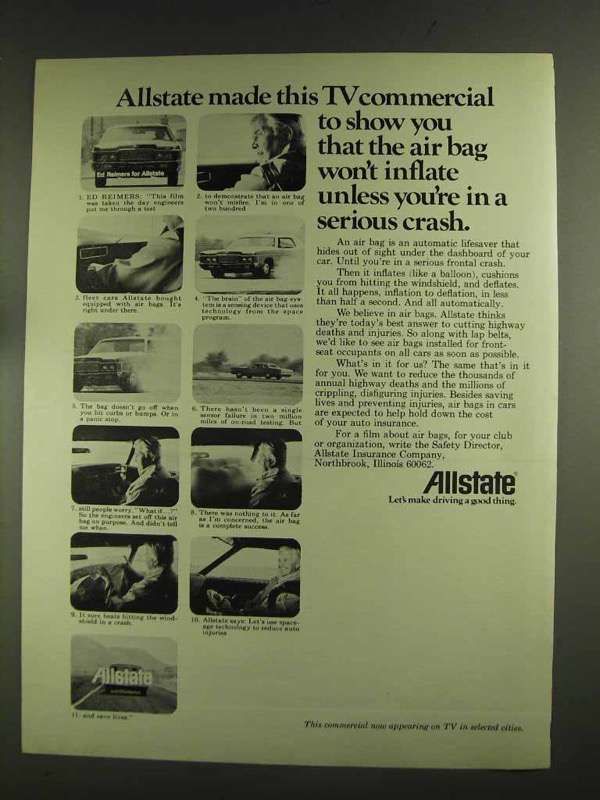 Allstate made this TV commercial
to show you
that the air bag
won't inflate
unless you're in a
serious crash.
Ed Reimers for Allstate
1. ED REIMERS: "This film
was taken the day engineers
put me through a test
2. to demonstrate that an air bag
won't misfire. I'm in one of
two hundred
3. fleet cars Allstate bought
equipped with air bags. It's
right under there.
4. "The brain" of the air bag sys-
tem is a sensing device that uses
technology from the space
program.
5. The bag doesn't go off when
you hit curbs or bumps. Or in
a panic stop.
6. There hasn't been a single
sensor failure in two million
miles of on-road testing. But
7. still people worry, "What if...?"
So the engineers set off this air
bag on purpose. And didn't tell
me when.
8. There was nothing to it. As far
as I'm concerned, the air bag
is a complete success.
9. It sure beats hitting the wind-
shield in a crash.
10. Allstate says: Let's use space-
age technology to reduce auto
injuries
Allstate
11. and save lives."
An air bag is an automatic lifesaver that
hides out of sight under the dashboard of your
car. Until you're in a serious frontal crash.
Then it inflates (like a balloon), cushions
you from hitting the windshield, and deflates.
It all happens, inflation to deflation, in less
than half a second. And all automatically.
We believe in air bags. Allstate thinks
they're today's best answer to cutting highway
deaths and injuries. So along with lap belts,
we'd like to see air bags installed for front-
seat occupants on all cars as soon as possible.
What's in it for us? The same that's in it
for you. We want to reduce the thousands of
annual highway deaths and the millions of
crippling, disfiguring injuries. Besides saving
lives and preventing injuries, air bags in cars
are expected to help hold down the cost
of your auto insurance.
For a film about air bags, for your club
or organization, write the Safety Director,
Allstate Insurance Company,
Northbrook, Illinois 60062.
Allstate®
Let's make driving a good thing.
This commercial now appearing on TV in selected cities.